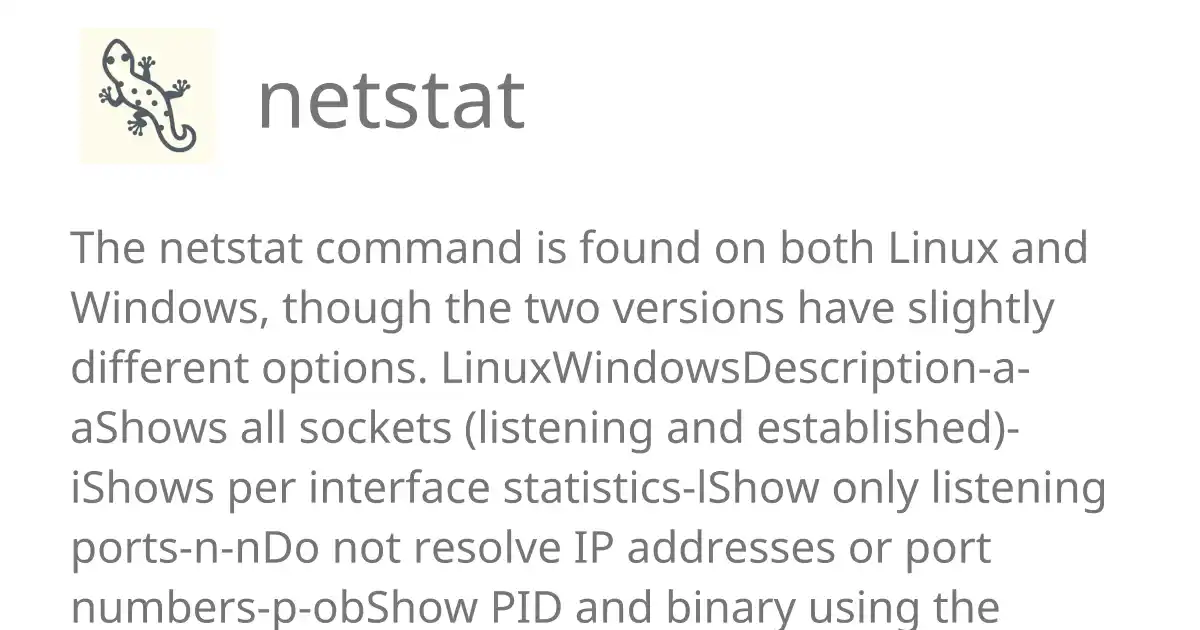 netstat
The netstat command is found on both Linux and
Windows, though the two versions have slightly
different options. LinuxWindowsDescription-a-
aShows all sockets (listening and established)-
iShows per interface statistics-lShow only listening
ports-n-nDo not resolve IP addresses or port
numbers-p-obShow PID and binary using the